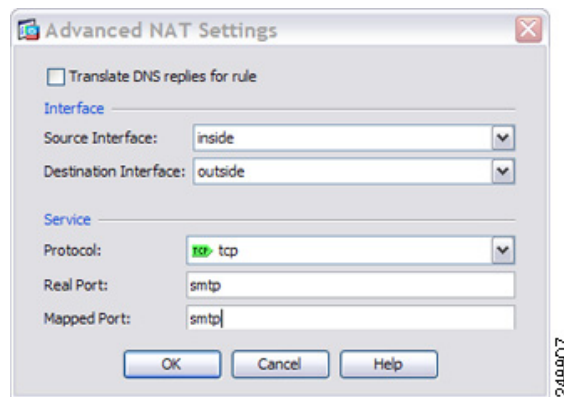 Advanced NAT Settings
Translate DNS replies for rule
Interface
Source Interface: inside
Destination Interface: outside
Service
Protocol: TCP tcp
Real Port: smtp
Mapped Port: smtp
OK Cancel Help
248807